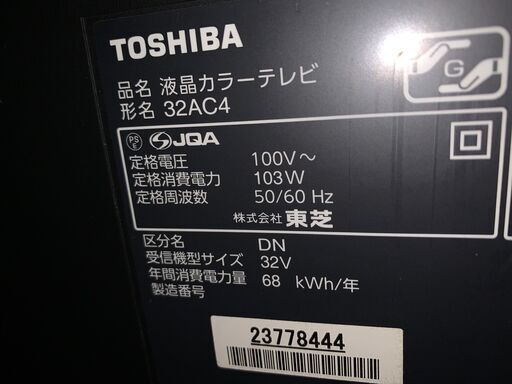 TOSHIBA
品名 液晶カラーテレビ
形名 32AC4
G
PS
E
JQA
定格電圧 100V～
定格消費電力 103W
定格周波数 50/60 Hz
株式会社 東芝
区分名 DN
受信機型サイズ 32V
年間消費電力量 68 kWh/年
製造番号
23778444